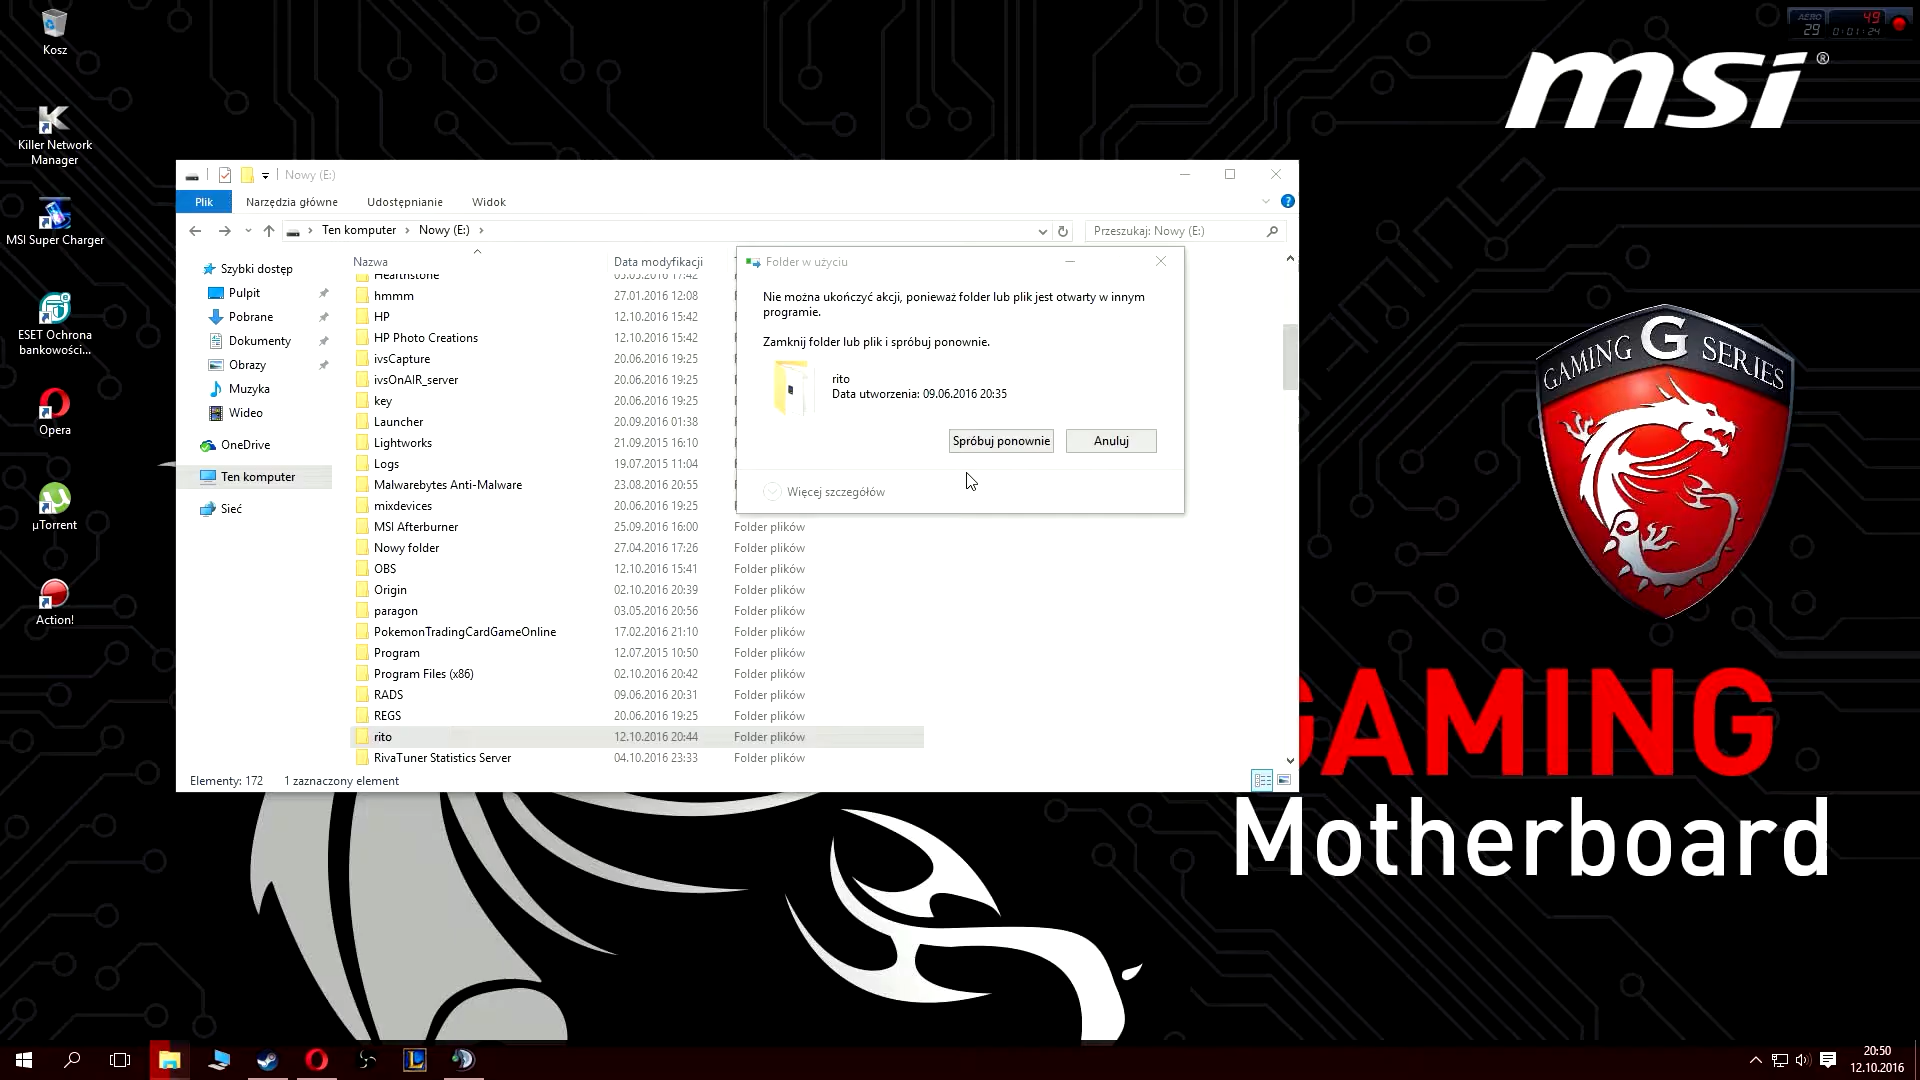 Kosz
Killer Network
Manager
MSI Super Charger
ESET Ochrona
bankowości...
Opera
µTorrent
Action!
Nowy (E:)
Plik
Narzędzia główne
Udostępnianie
Widok
Ten komputer
Nowy (E:)
Przeszukaj: Nowy (E:)
Szybki dostęp
Pulpit
Pobrane
Dokumenty
Obrazy
Muzyka
Wideo
OneDrive
Ten komputer
Sieć
Nazwa Data modyfikacji
Hearthstone 05.05.2016 17:42
hmmm 27.01.2016 12:08
HP 12.10.2016 15:42
HP Photo Creations 12.10.2016 15:42
ivsCapture 20.06.2016 19:25
ivsOnAIR_server 20.06.2016 19:25
key 20.06.2016 19:25
Launcher 20.09.2016 01:38
Lightworks 21.09.2015 16:10
Logs 19.07.2015 11:04
Malwarebytes Anti-Malware 23.08.2016 20:55
mixdevices 20.06.2016 19:25
MSI Afterburner 25.09.2016 16:00 Folder plików
Nowy folder 27.04.2016 17:26 Folder plików
OBS 12.10.2016 15:41 Folder plików
Origin 02.10.2016 20:39 Folder plików
paragon 03.05.2016 20:56 Folder plików
PokemonTradingCardGameOnline 17.02.2016 21:10 Folder plików
Program 12.07.2015 10:50 Folder plików
Program Files (x86) 02.10.2016 20:42 Folder plików
RADS 09.06.2016 20:31 Folder plików
REGS 20.06.2016 19:25 Folder plików
rito 12.10.2016 20:44 Folder plików
RivaTuner Statistics Server 04.10.2016 23:33 Folder plików
Elementy: 172 1 zaznaczony element
Folder w użyciu
Nie można ukończyć akcji, ponieważ folder lub plik jest otwarty w innym
programie.
Zamknij folder lub plik i spróbuj ponownie.
rito
Data utworzenia: 09.06.2016 20:35
Spróbuj ponownie
Anuluj
Więcej szczegółów
AERO
29
49
0:01:24
msi ®
GAMING G SERIES
GAMING
Motherboard
20:50
12.10.2016